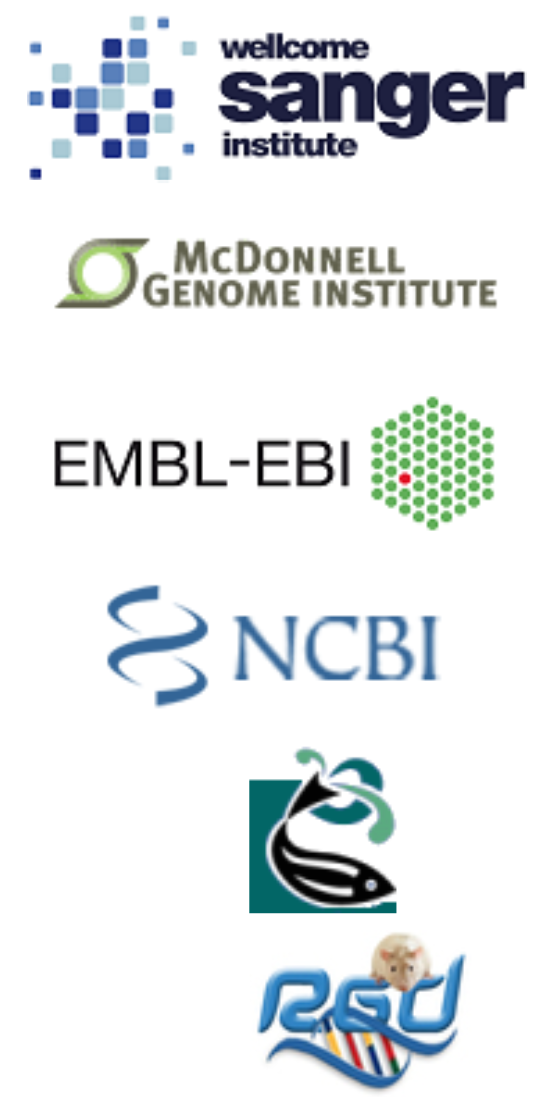 wellcome
sanger
institute
McDONNELL
GENOME INSTITUTE
EMBL-EBI
NCBI
RGD